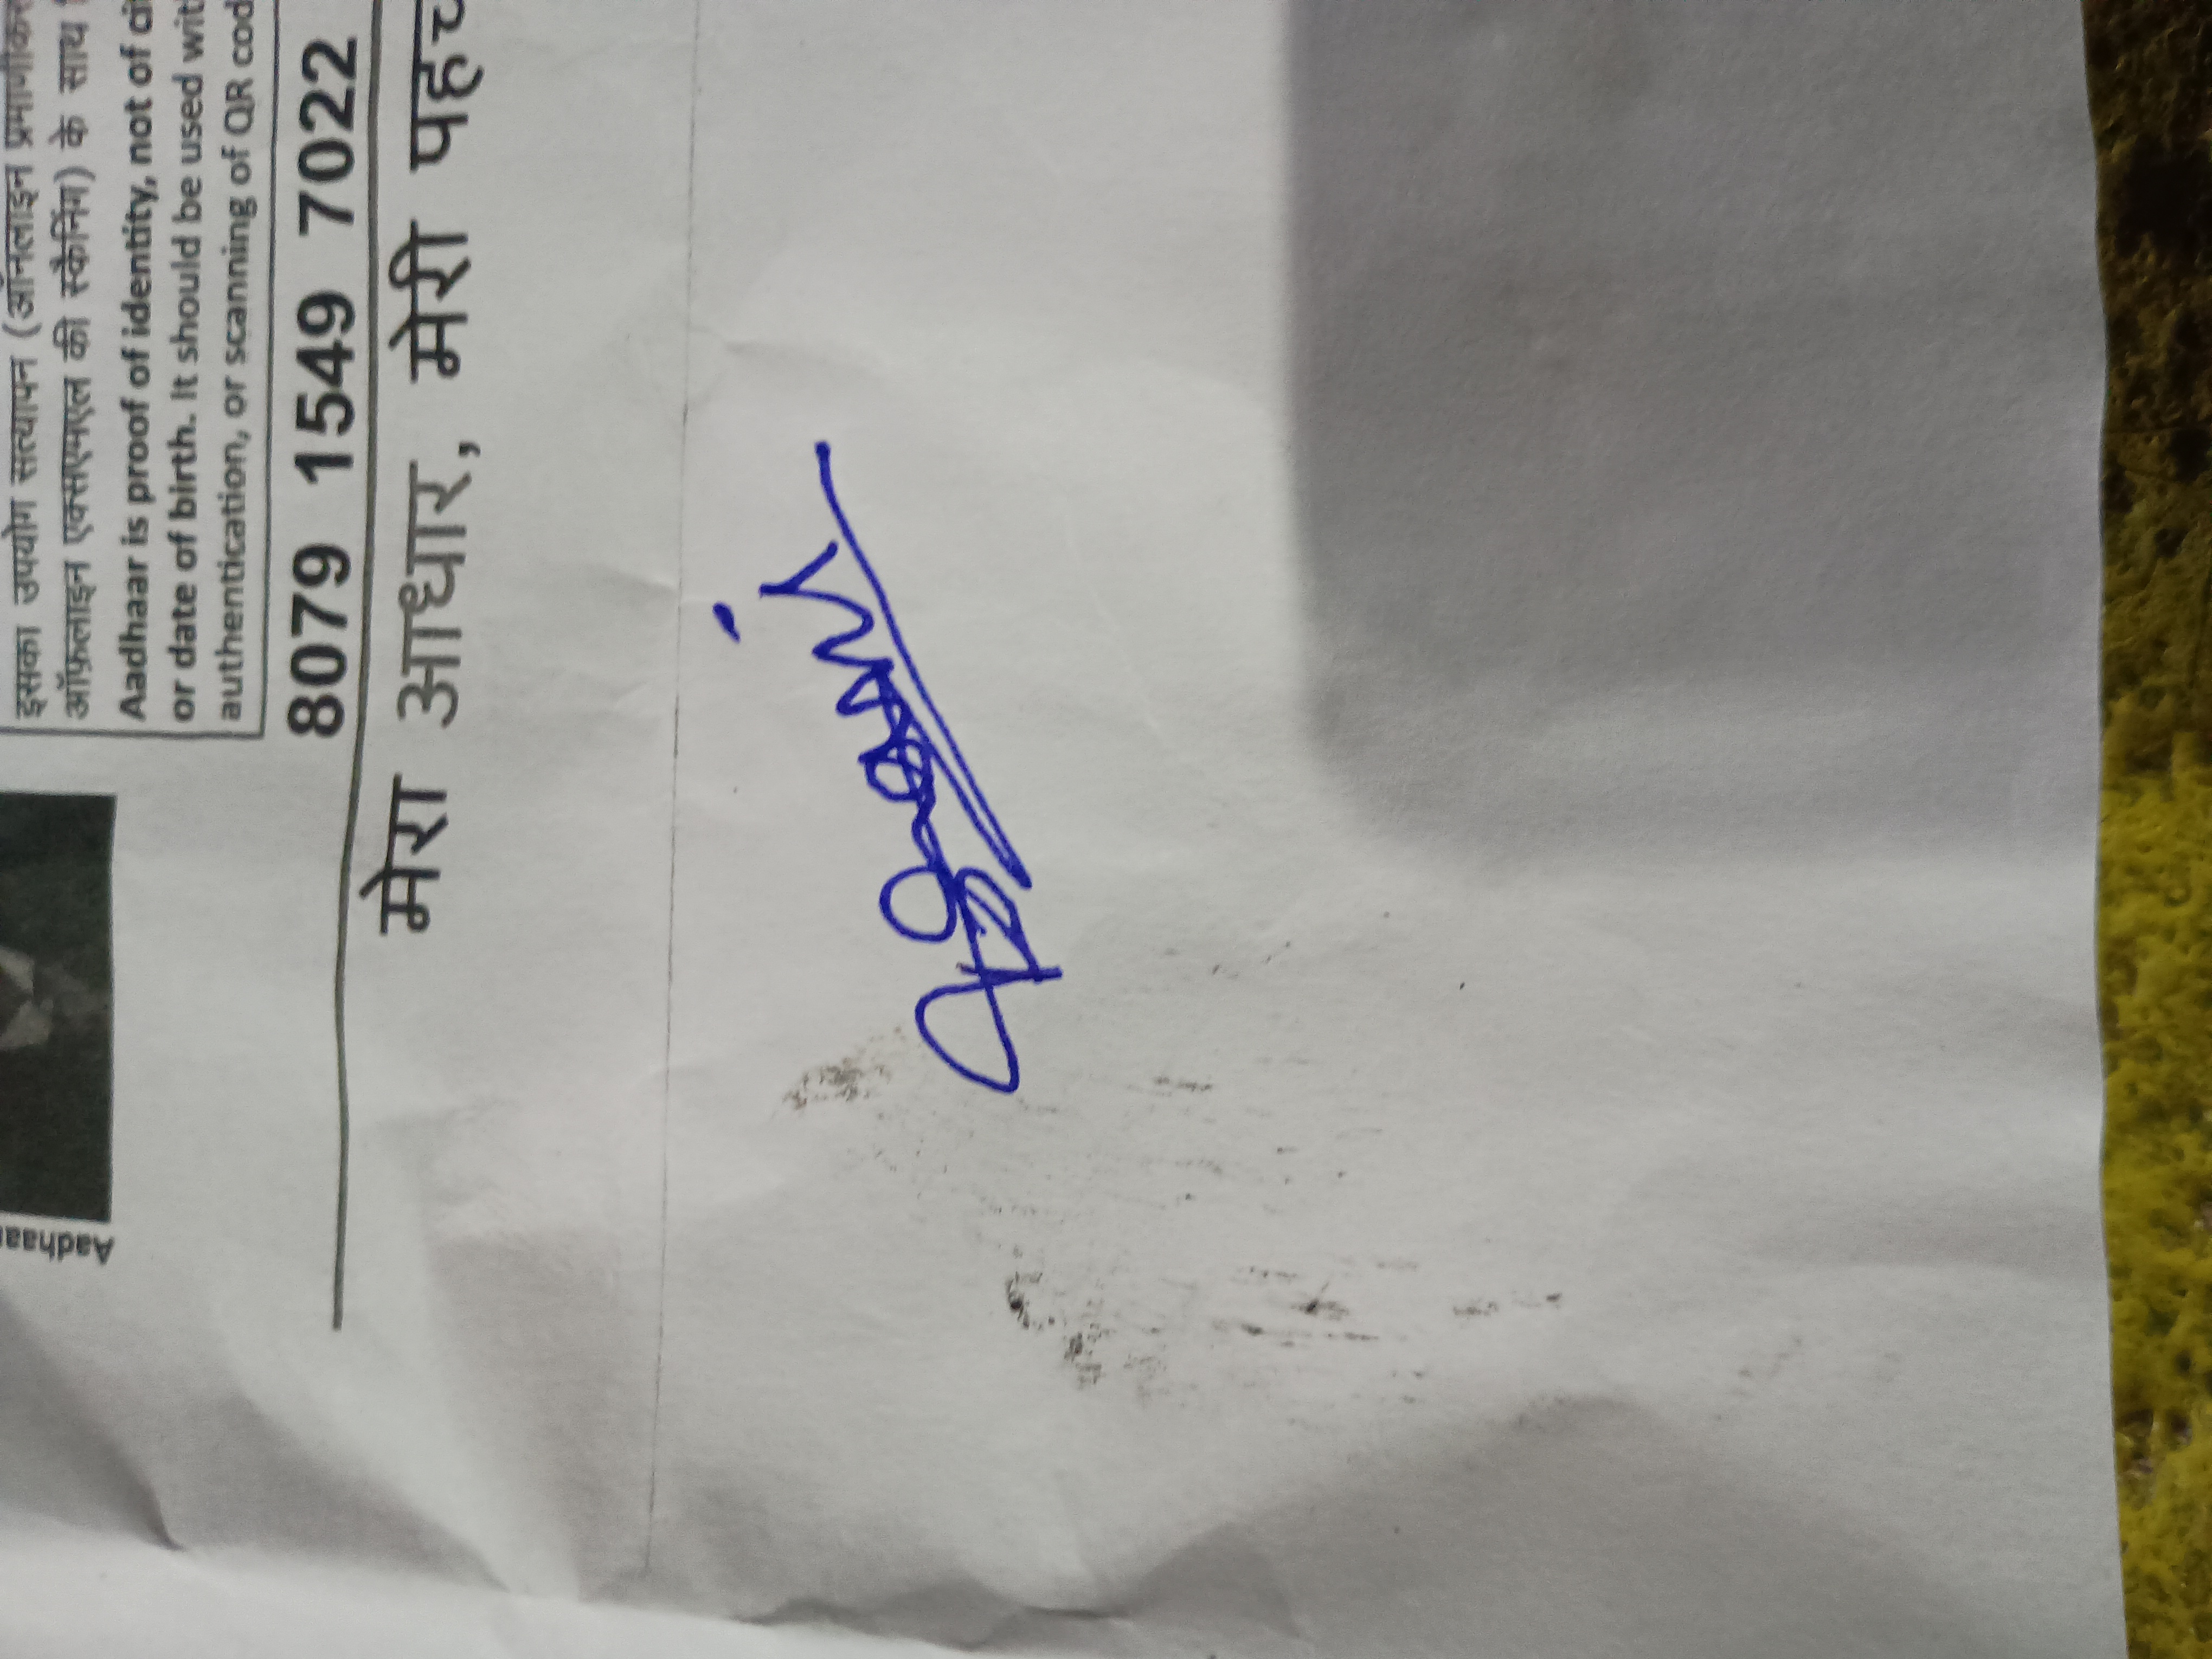 इसका उपयोग सत्यापन (ऑनलाइन
ऑफ़लाइन एक्सएमएल की स्कैनिंग) के साथ
Aadhaar is proof of identity, not of
or date of birth. It should be used
authentication, or scanning of QR
8079 1549 7022
मेरा आधार, मेरी